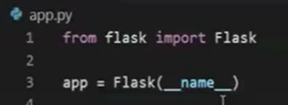 app.py
1 from flask import Flask
2
3 app = Flask(__name__)
4